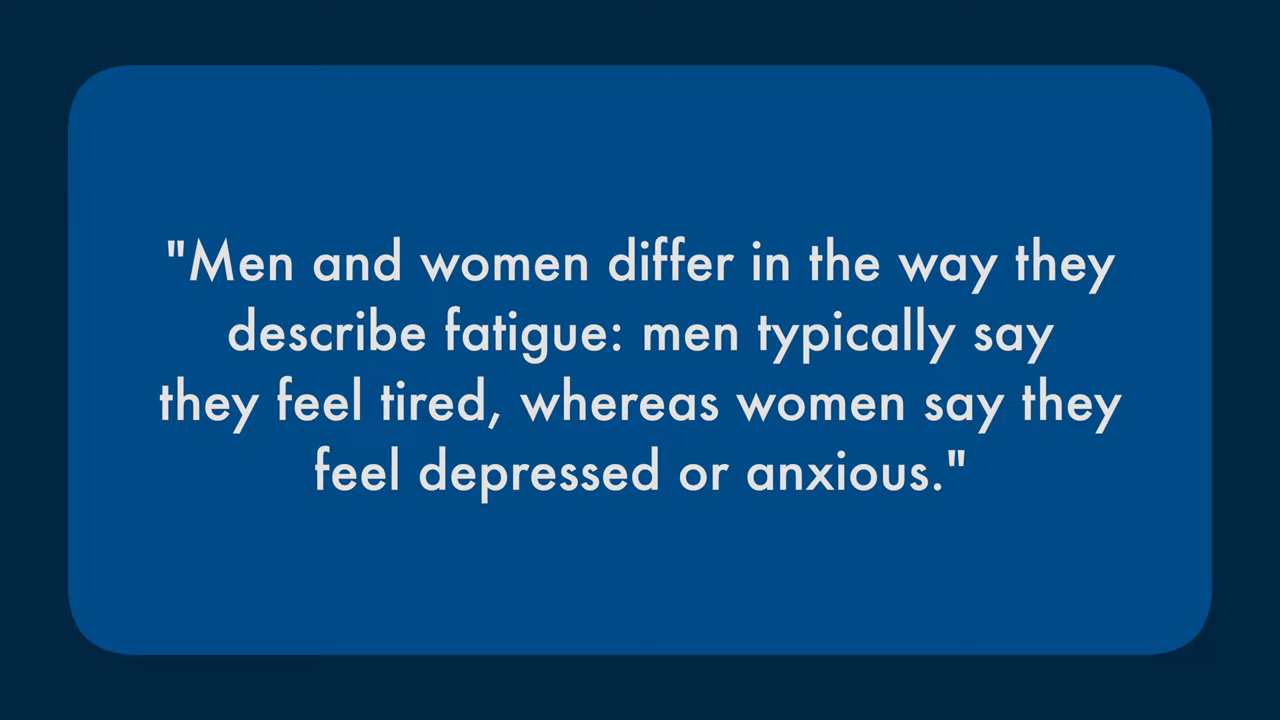 "Men and women differ in the way they
describe fatigue: men typically say
they feel tired, whereas women say they
feel depressed or anxious."